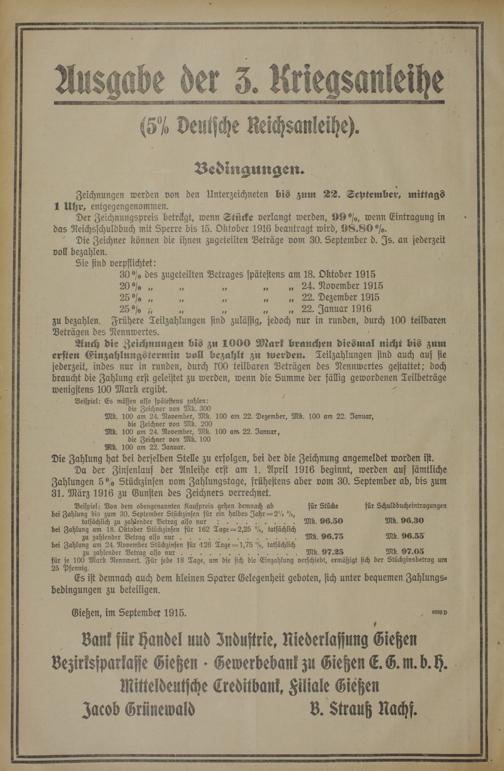 Ausgabe der 3. Kriegsanleihe
(5% Deutsche Reichsanleihe).
Bedingungen.
Zeichnungen werden von den Unterzeichneten bis zum 22. September, mittags
1 Uhr, entgegengenommen.
Der Zeichnungspreis beträgt, wenn Stücke verlangt werden, 99%, wenn Eintragung in
das Reichsschuldbuch mit Sperre bis 15. Oktober 1916 beantragt wird, 98,80%.
Die Zeichner können die ihnen zugeteilten Beträge vom 30. September d. Js. an jederzeit
voll bezahlen.
Sie sind verpflichtet:
30% des zugeteilten Betrages spätestens am 18. Oktober 1915
20% „ „ „ „ „ 24. November 1915
25% „ „ „ „ „ 22. Dezember 1915
25% „ „ „ „ „ 22. Januar 1916
zu bezahlen. Frühere Teilzahlungen sind zulässig, jedoch nur in runden, durch 100 teilbaren
Beträgen des Nennwertes.
Auch die Zeichnungen bis zu 1000 Mark brauchen diesmal nicht bis zum
ersten Einzahlungstermin voll bezahlt zu werden. Teilzahlungen sind auch auf sie
jederzeit, indes nur in runden, durch 100 teilbaren Beträgen des Nennwertes gestattet; doch
braucht die Zahlung erst geleistet zu werden, wenn die Summe der fällig gewordenen Teilbeträge
wenigstens 100 Mark ergibt.
Beispiel: Es müssen also spätestens zahlen:
die Zeichner von Mk. 300
Mk. 100 am 24. November, Mk. 100 am 22. Dezember, Mk. 100 am 22. Januar,
die Zeichner von Mk. 200
Mk. 100 am 24. November, Mk. 100 am 22. Januar,
die Zeichner von Mk. 100
Mk. 100 am 22. Januar.
Die Zahlung hat bei derselben Stelle zu erfolgen, bei der die Zeichnung angemeldet worden ist.
Da der Zinsenlauf der Anleihe erst am 1. April 1916 beginnt, werden auf sämtliche
Zahlungen 5% Stückzinsen vom Zahlungstage, frühestens aber vom 30. September ab, bis zum
31. März 1916 zu Gunsten des Zeichners verrechnet.
Beispiel: Von dem obengenannten Kaufpreis gehen demnach ab für Stücke für Schuldbucheintragungen
bei Zahlung bis zum 30. September Stückzinsen für ein halbes Jahr = 2½%,
tatsächlich zu zahlender Betrag also nur : . . . . . . . Mk. 96.50 Mk. 96.30
bei Zahlung am 18. Oktober Stückzinsen für 162 Tage = 2,25 %, tatsächlich
zu zahlender Betrag also nur . . . . . . . . Mk. 96.75 Mk. 96.55
bei Zahlung am 24. November Stückzinsen für 126 Tage = 1,75 %, tatsächlich
zu zahlender Betrag also nur . . . . . . . . Mk. 97.25 Mk. 97.05
für je 100 Mark Nennwert. Für jede 18 Tage, um die sich die Einzahlung verschiebt, ermäßigt sich der Stückzinsbetrag um
25 Pfennig.
Es ist demnach auch dem kleinen Sparer Gelegenheit geboten, sich unter bequemen Zahlungs-
bedingungen zu beteiligen.
Gießen, im September 1915.
Bank für Handel und Industrie, Niederlassung Gießen
Bezirkssparkasse Gießen · Gewerbebank zu Gießen E. G. m. b. H.
Mitteldeutsche Creditbank, Filiale Gießen
Jacob Grünewald B. Strauß Nachf.